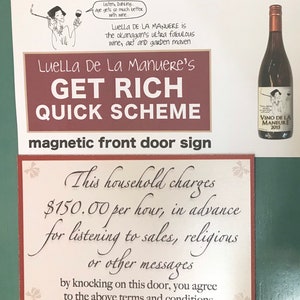 Luella DE LA MANUERE is
the okanagan's ultra fabulous
wine, art and garden maven
Luella De La Manuere's
GET RICH
QUICK SCHEME
magnetic front door sign
VINO DE LA
MANURE
2013
This household charges
$150.00 per hour, in advance
for listening to sales, religious
or other messages
by knocking on this door, you agree
to the above terms and conditions